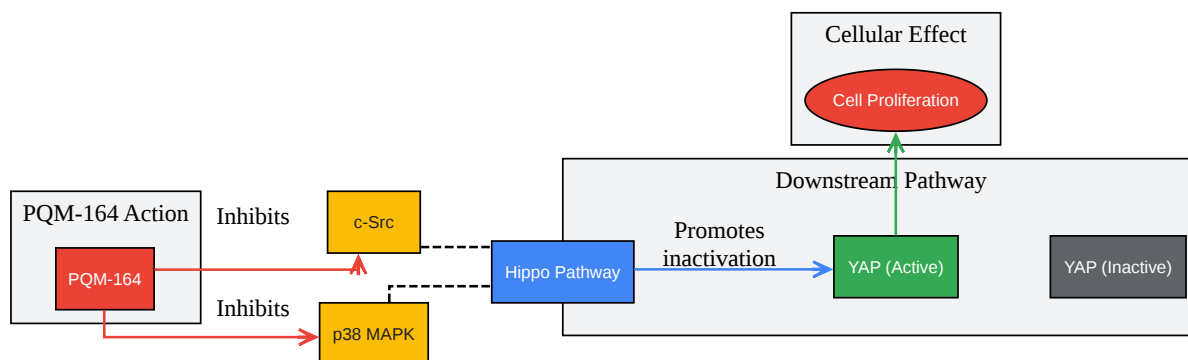 Cellular Effect
Cell Proliferation
Downstream Pathway
PQM-164 Action
Inhibits
c-Src
PQM-164
Hippo Pathway
Promotes
inactivation
YAP (Active)
YAP (Inactive)
Inhibits
p38 MAPK